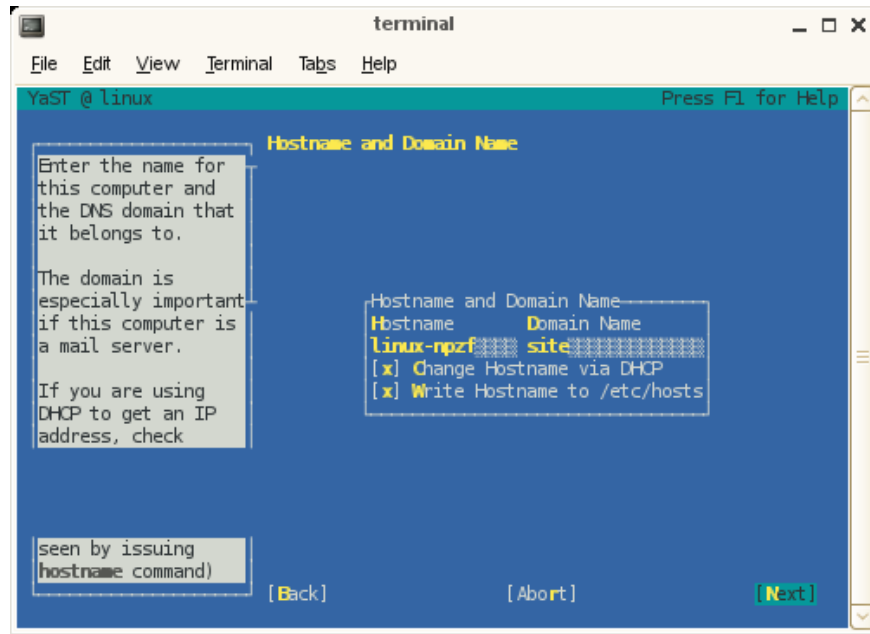 terminal
File Edit View Terminal Tabs Help
YaST @ linux Press F1 for Help
Hostname and Domain Name
Enter the name for
this computer and
the DNS domain that
it belongs to.
The domain is
especially important
if this computer is
a mail server.
If you are using
DHCP to get an IP
address, check
seen by issuing
hostname command)
Hostname and Domain Name
Hostname Domain Name
linux-npzf site
[x] Change Hostname via DHCP
[x] Write Hostname to /etc/hosts
[Back] [Abort] [Next]